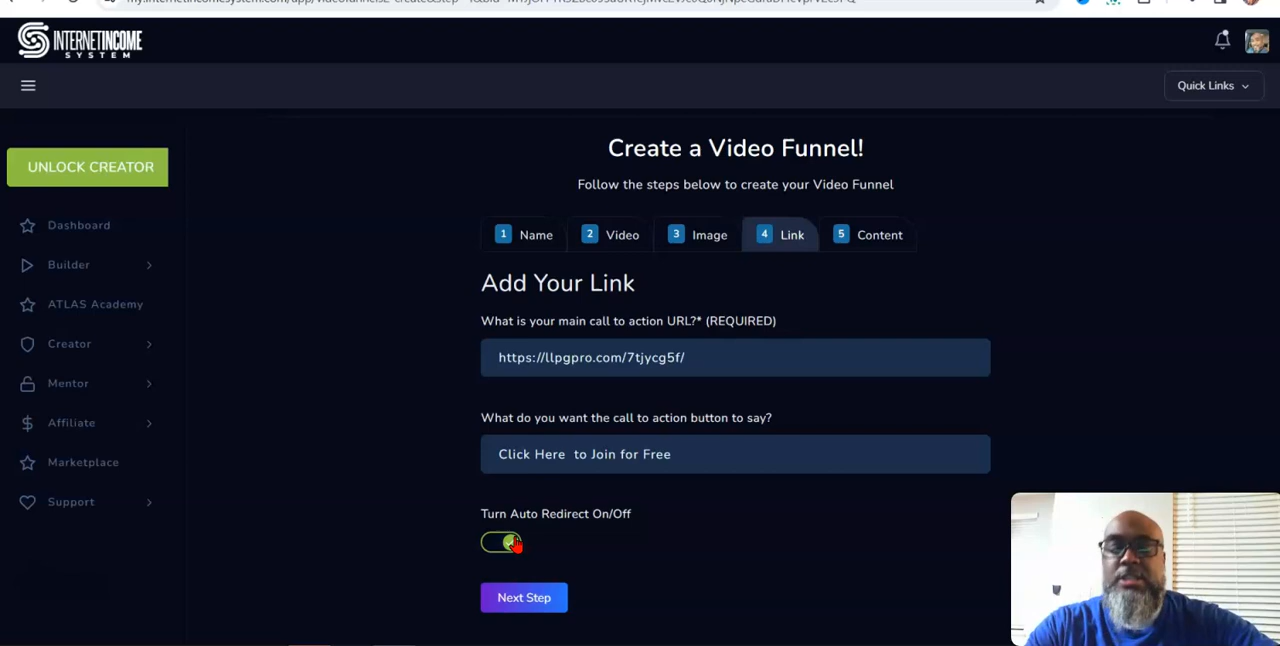 INTERNETINCOME
SYSTEM
Quick Links
UNLOCK CREATOR
Dashboard
Builder
ATLAS Academy
Creator
Mentor
Affiliate
Marketplace
Support
Create a Video Funnel!
Follow the steps below to create your Video Funnel
1 Name 2 Video 3 Image 4 Link 5 Content
Add Your Link
What is your main call to action URL?* (REQUIRED)
https://llpgpro.com/7tjycg5f/
What do you want the call to action button to say?
Click Here  to Join for Free
Turn Auto Redirect On/Off
Next Step